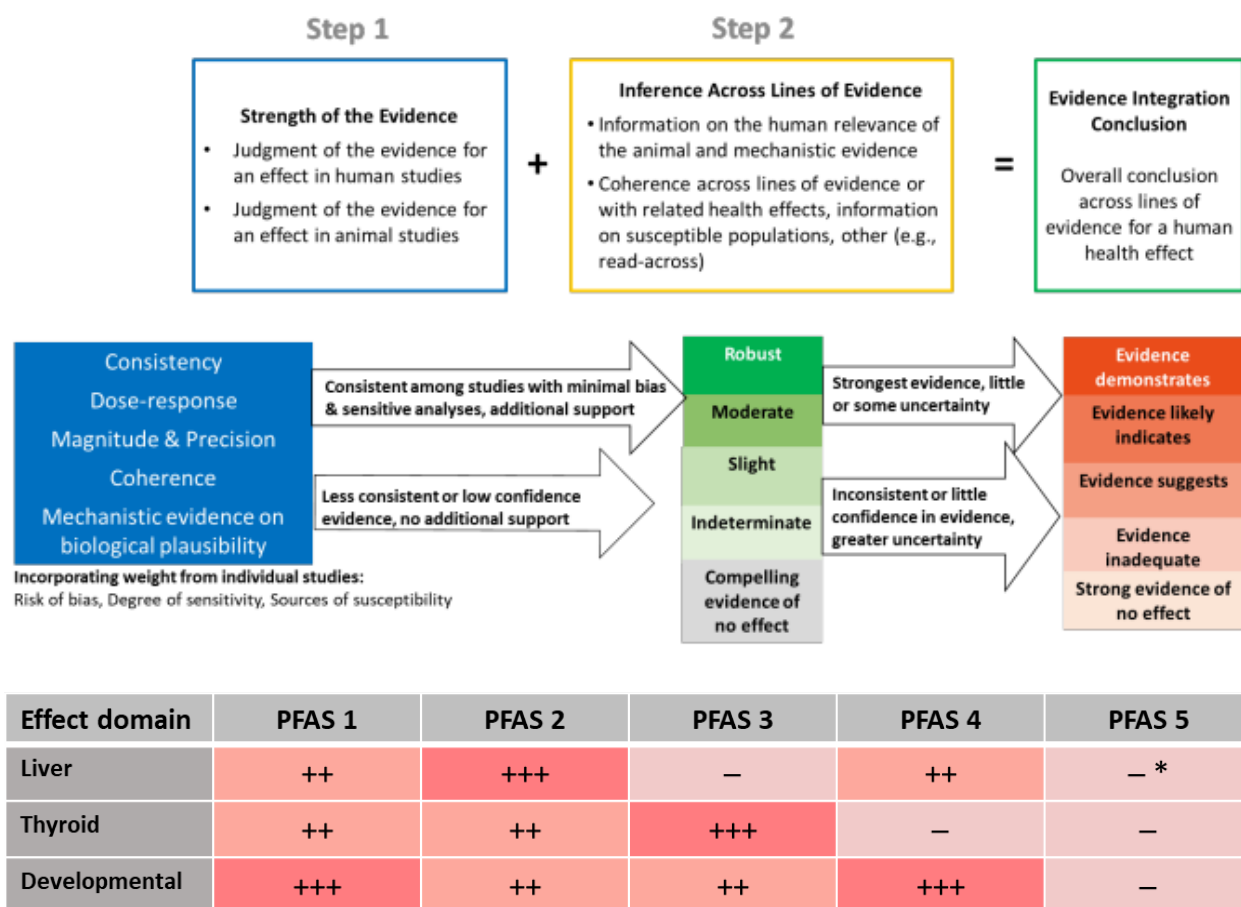 Step 1
Strength of the Evidence
• Judgment of the evidence for
an effect in human studies
• Judgment of the evidence for
an effect in animal studies
+
Step 2
Inference Across Lines of Evidence
• Information on the human relevance of
the animal and mechanistic evidence
• Coherence across lines of evidence or
with related health effects, information
on susceptible populations, other (e.g.,
read-across)
=
Evidence Integration
Conclusion
Overall conclusion
across lines of
evidence for a human
health effect
Consistency
Dose-response
Magnitude & Precision
Coherence
Mechanistic evidence on
biological plausibility
Incorporating weight from individual studies:
Risk of bias, Degree of sensitivity, Sources of susceptibility
Consistent among studies with minimal bias
& sensitive analyses, additional support
Less consistent or low confidence
evidence, no additional support
Robust
Moderate
Slight
Indeterminate
Compelling
evidence of
no effect
Strongest evidence, little
or some uncertainty
Inconsistent or little
confidence in evidence,
greater uncertainty
Evidence
demonstrates
Evidence likely
indicates
Evidence suggests
Evidence
inadequate
Strong evidence of
no effect
Effect domain PFAS 1 PFAS 2 PFAS 3 PFAS 4 PFAS 5
Liver ++ +++ – ++ – *
Thyroid ++ ++ +++ – –
Developmental +++ ++ ++ +++ –